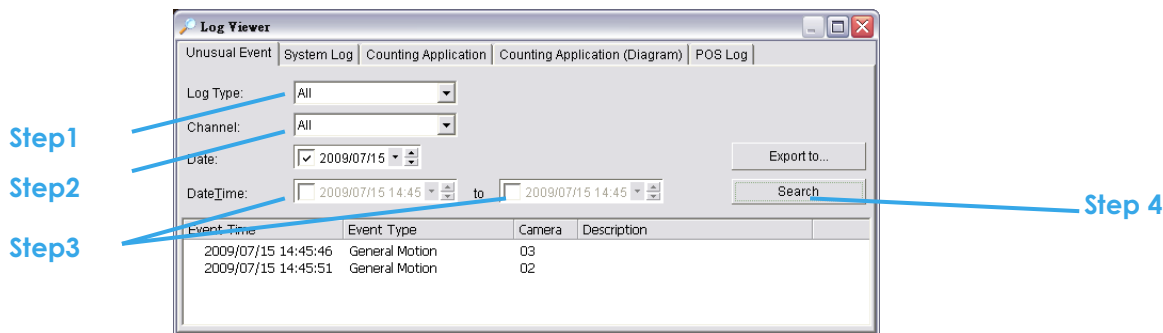 Log Viewer
Unusual Event System Log Counting Application Counting Application (Diagram) POS Log
Log Type: All
Step1
Channel: All
Date: 2009/07/15 Export to...
Step2
DateTime: 2009/07/15 14:45 to 2009/07/15 14:45 Search
Step 4
Step3
Event Time Event Type Camera Description
2009/07/15 14:45:46 General Motion 03
2009/07/15 14:45:51 General Motion 02